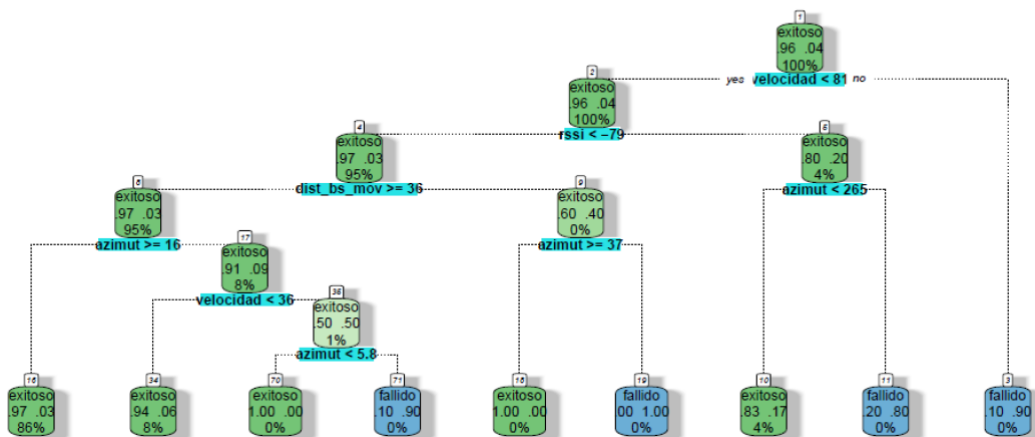 1
exitoso
.96 .04
100%
yes velocidad < 81 no
2
exitoso
.96 .04
100%
rssi < −79
4
exitoso
.97 .03
95%
dist_bs_mov >= 36
5
exitoso
.80 .20
4%
azimut < 265
8
exitoso
.97 .03
95%
azimut >= 16
9
exitoso
.60 .40
0%
azimut >= 37
17
exitoso
.91 .09
8%
velocidad < 36
35
exitoso
.50 .50
1%
azimut < 5.8
16
exitoso
.97 .03
86%
34
exitoso
.94 .06
8%
70
exitoso
1.00 .00
0%
71
fallido
.10 .90
0%
18
exitoso
1.00 .00
0%
19
fallido
.00 1.00
0%
10
exitoso
.83 .17
4%
11
fallido
.20 .80
0%
3
fallido
.10 .90
0%